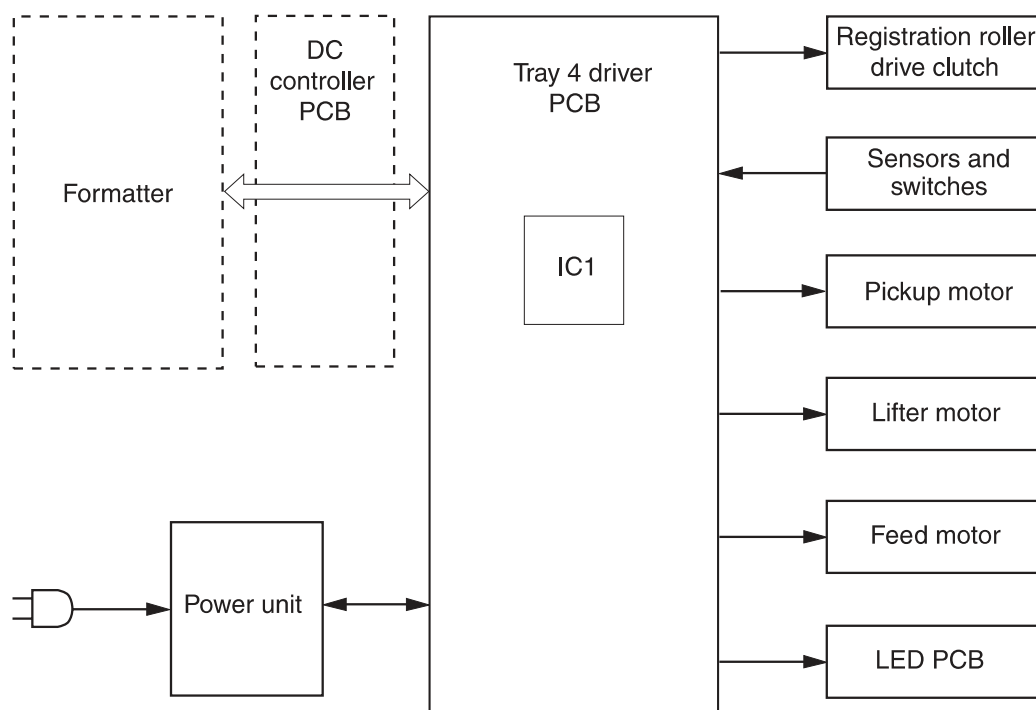 Formatter
DC
controller
PCB
Tray 4 driver
PCB
IC1
Power unit
Registration roller
drive clutch
Sensors and
switches
Pickup motor
Lifter motor
Feed motor
LED PCB